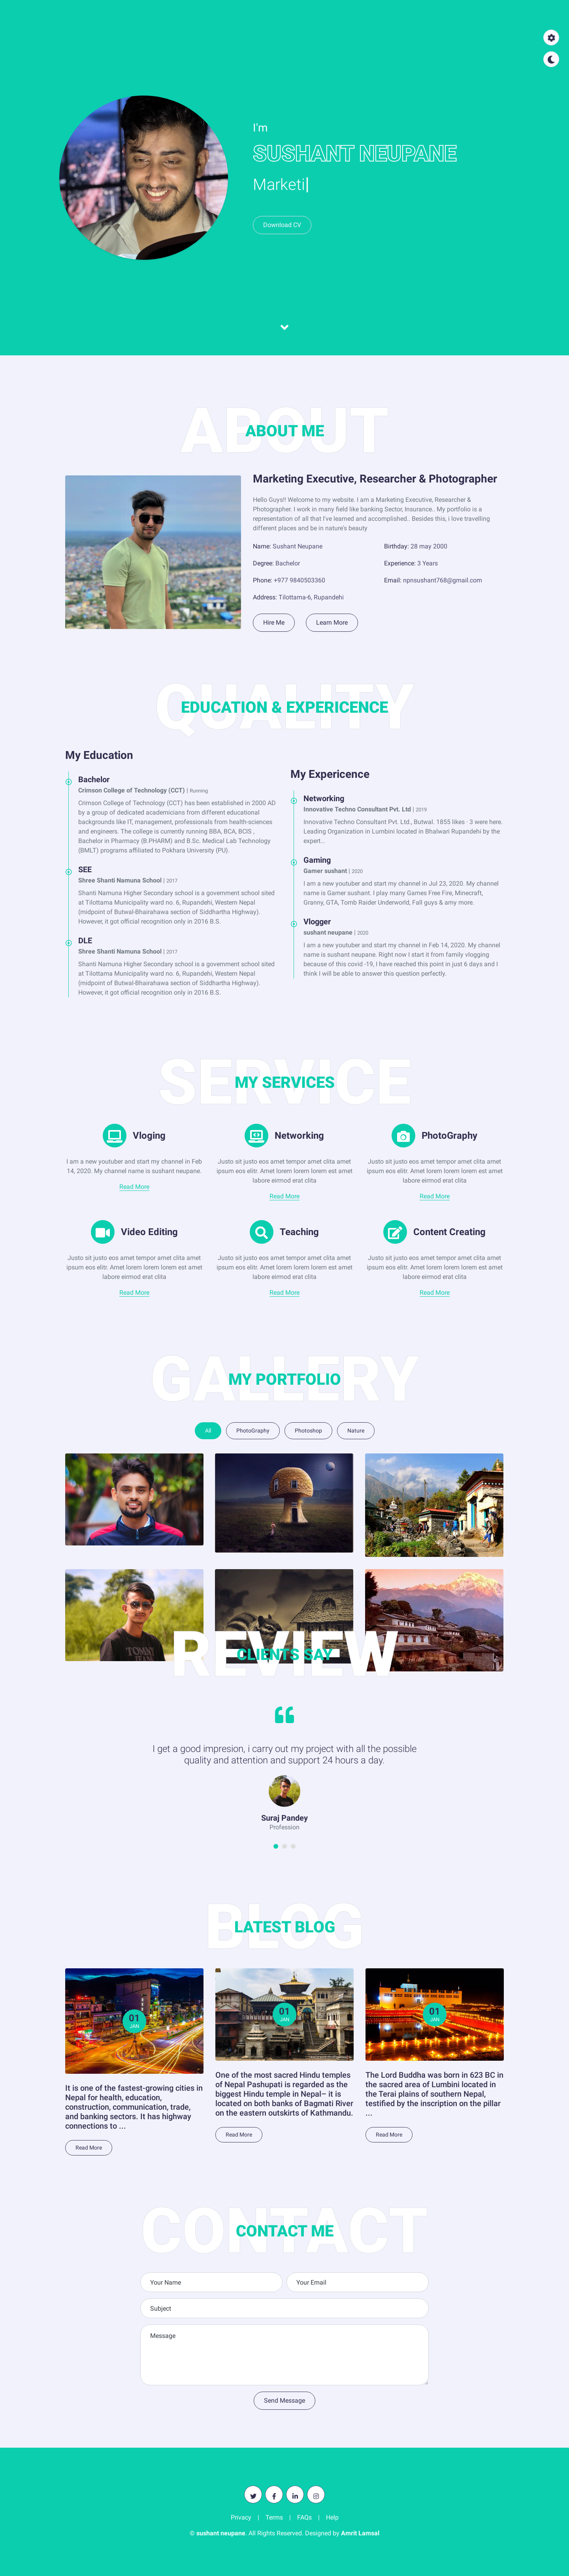 I'm
SUSHANT NEUPANE
Marketi|
Download CV
ABOUT
ABOUT ME
Marketing Executive, Researcher & Photographer
Hello Guys!! Welcome to my website. I am a Marketing Executive, Researcher &
Photographer. I work in many field like banking Sector, Insurance.. My portfolio is a
representation of all that I've learned and accomplished.. Besides this, i love travelling
different places and be in nature's beauty
Name: Sushant Neupane
Birthday: 28 may 2000
Degree: Bachelor
Experience: 3 Years
Phone: +977 9840503360
Email: npnsushant768@gmail.com
Address: Tilottama-6, Rupandehi
Hire Me
Learn More
QUALITY
EDUCATION & EXPERICENCE
My Education
Bachelor
Crimson College of Technology (CCT) | Running
Crimson College of Technology (CCT) has been established in 2000 AD
by a group of dedicated academicians from different educational
backgrounds like IT, management, professionals from health-sciences
and engineers. The college is currently running BBA, BCA, BCIS ,
Bachelor in Pharmacy (B.PHARM) and B.Sc. Medical Lab Technology
(BMLT) programs affiliated to Pokhara University (PU).
SEE
Shree Shanti Namuna School | 2017
Shanti Namuna Higher Secondary school is a government school sited
at Tilottama Municipality ward no. 6, Rupandehi, Western Nepal
(midpoint of Butwal-Bhairahawa section of Siddhartha Highway).
However, it got official recognition only in 2016 B.S.
DLE
Shree Shanti Namuna School | 2017
Shanti Namuna Higher Secondary school is a government school sited
at Tilottama Municipality ward no. 6, Rupandehi, Western Nepal
(midpoint of Butwal-Bhairahawa section of Siddhartha Highway).
However, it got official recognition only in 2016 B.S.
My Expericence
Networking
Innovative Techno Consultant Pvt. Ltd | 2019
Innovative Techno Consultant Pvt. Ltd., Butwal. 1855 likes · 3 were here.
Leading Organization in Lumbini located in Bhalwari Rupandehi by the
expert...
Gaming
Gamer sushant | 2020
I am a new youtuber and start my channel in Jul 23, 2020. My channel
name is Gamer sushant. I play many Games Free Fire, Minecraft,
Granny, GTA, Tomb Raider Underworld, Fall guys & amy more.
Vlogger
sushant neupane | 2020
I am a new youtuber and start my channel in Feb 14, 2020. My channel
name is sushant neupane. Right now I start it from family vlogging
because of this covid -19, I have reached this point in just 6 days and I
think I will be able to answer this question perfectly.
SERVICE
MY SERVICES
Vloging
I am a new youtuber and start my channel in Feb
14, 2020. My channel name is sushant neupane.
Read More
Networking
Justo sit justo eos amet tempor amet clita amet
ipsum eos elitr. Amet lorem lorem lorem est amet
labore eirmod erat clita
Read More
PhotoGraphy
Justo sit justo eos amet tempor amet clita amet
ipsum eos elitr. Amet lorem lorem lorem est amet
labore eirmod erat clita
Read More
Video Editing
Justo sit justo eos amet tempor amet clita amet
ipsum eos elitr. Amet lorem lorem lorem est amet
labore eirmod erat clita
Read More
Teaching
Justo sit justo eos amet tempor amet clita amet
ipsum eos elitr. Amet lorem lorem lorem est amet
labore eirmod erat clita
Read More
Content Creating
Justo sit justo eos amet tempor amet clita amet
ipsum eos elitr. Amet lorem lorem lorem est amet
labore eirmod erat clita
Read More
GALLERY
MY PORTFOLIO
All
PhotoGraphy
Photoshop
Nature
REVIEW
CLIENTS SAY
I get a good impresion, i carry out my project with all the possible
quality and attention and support 24 hours a day.
Suraj Pandey
Profession
BLOG
LATEST BLOG
01
JAN
It is one of the fastest-growing cities in
Nepal for health, education,
construction, communication, trade,
and banking sectors. It has highway
connections to ...
Read More
01
JAN
One of the most sacred Hindu temples
of Nepal Pashupati is regarded as the
biggest Hindu temple in Nepal– it is
located on both banks of Bagmati River
on the eastern outskirts of Kathmandu.
Read More
01
JAN
The Lord Buddha was born in 623 BC in
the sacred area of Lumbini located in
the Terai plains of southern Nepal,
testified by the inscription on the pillar
...
Read More
CONTACT
CONTACT ME
Your Name
Your Email
Subject
Message
Send Message
Privacy | Terms | FAQs | Help
© sushant neupane. All Rights Reserved. Designed by Amrit Lamsal